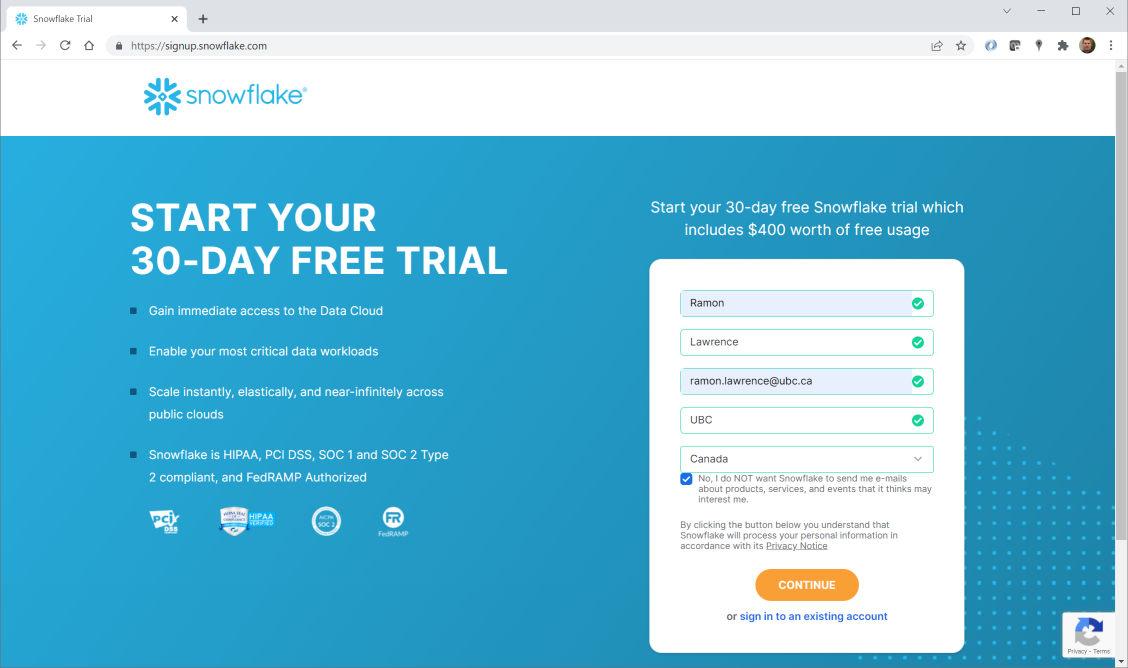 Snowflake Trial
https://signup.snowflake.com
snowflake®
START YOUR
30-DAY FREE TRIAL
Gain immediate access to the Data Cloud
Enable your most critical data workloads
Scale instantly, elastically, and near-infinitely across
public clouds
Snowflake is HIPAA, PCI DSS, SOC 1 and SOC 2 Type
2 compliant, and FedRAMP Authorized
PCI
DSS
HIPAA
VERIFIED
AICPA
SOC 2
FR
FedRAMP
Start your 30-day free Snowflake trial which
includes $400 worth of free usage
Ramon
Lawrence
ramon.lawrence@ubc.ca
UBC
Canada
No, I do NOT want Snowflake to send me e-mails
about products, services, and events that it thinks may
interest me.
By clicking the button below you understand that
Snowflake will process your personal information in
accordance with its Privacy Notice
CONTINUE
or sign in to an existing account
Privacy - Terms